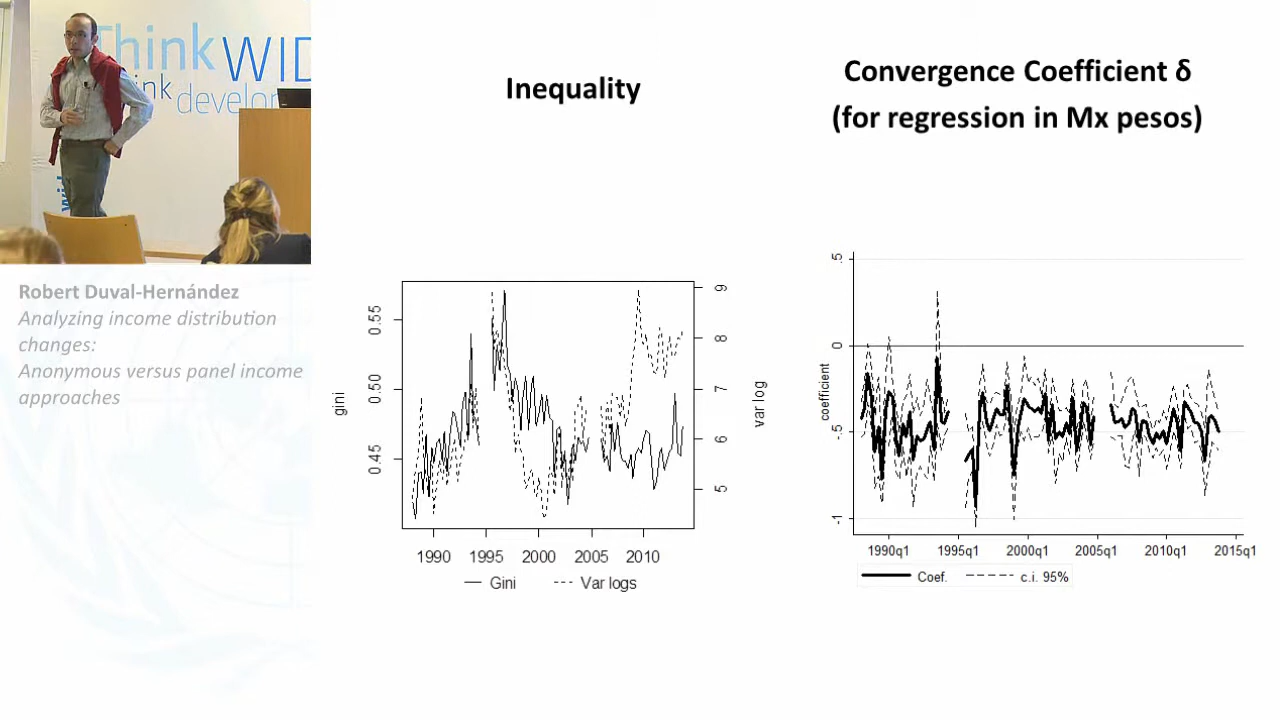 Think WID
ink develop
wid
Robert Duval-Hernández
Analyzing income distribution
changes:
Anonymous versus panel income
approaches
Inequality
0.55
0.50
0.45
gini
9
8
7
6
5
var log
1990 1995 2000 2005 2010
Gini Var logs
Convergence Coefficient δ
(for regression in Mx pesos)
.5
0
-.5
-1
coefficient
1990q1 1995q1 2000q1 2005q1 2010q1 2015q1
Coef. c.i. 95%